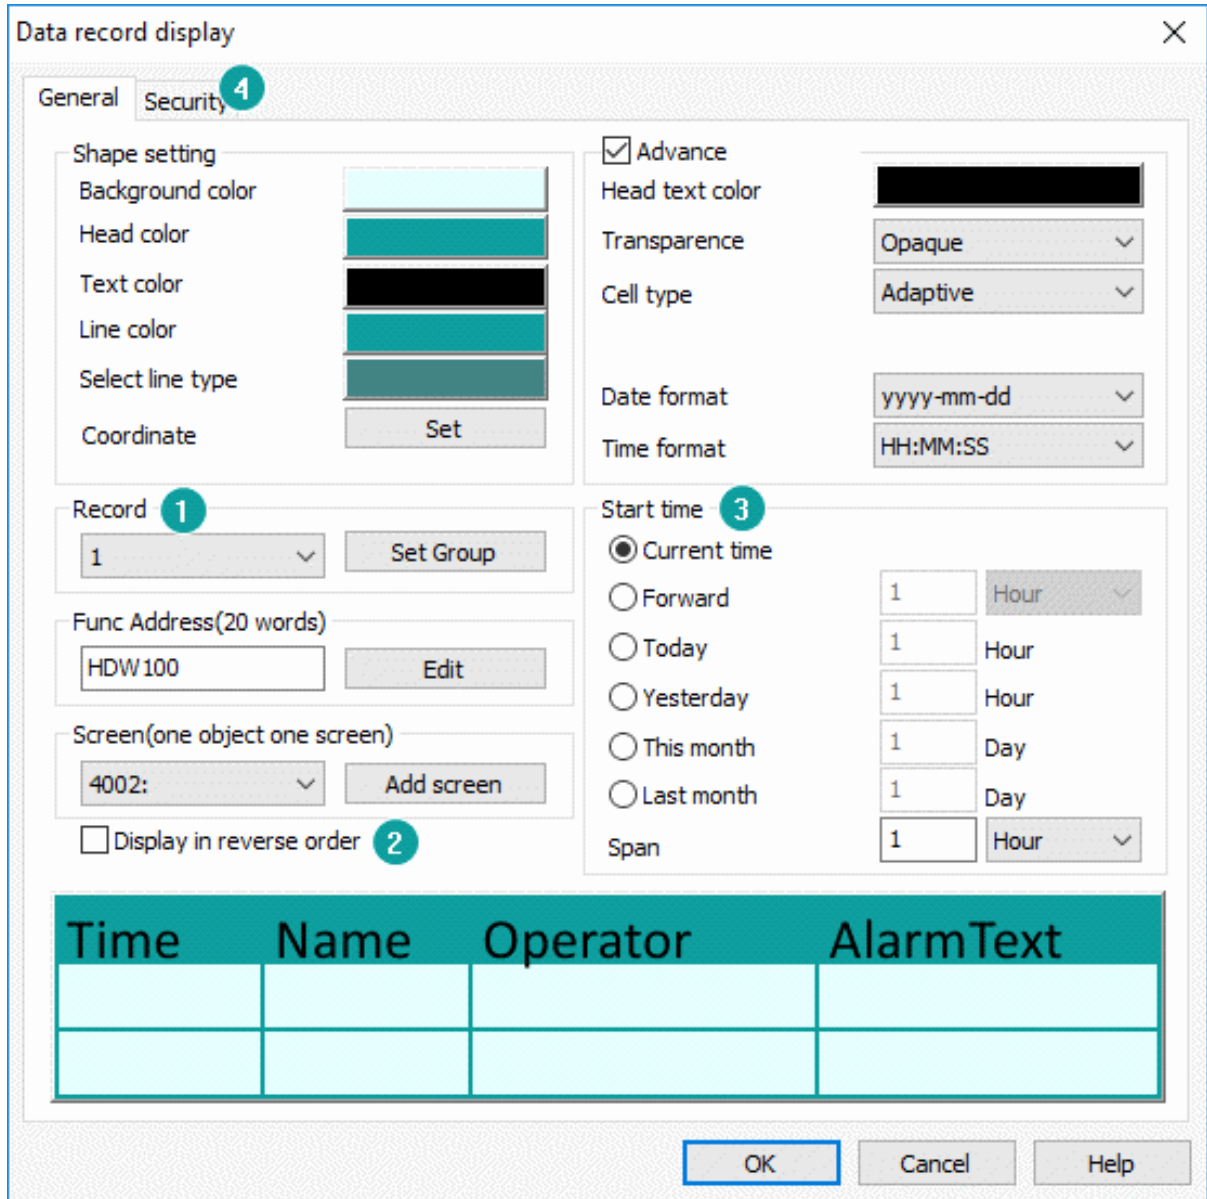 Data record display
General
Security
4
Shape setting
Background color
Head color
Text color
Line color
Select line type
Coordinate
Set
Advance
Head text color
Transparence
Opaque
Cell type
Adaptive
Date format
yyyy-mm-dd
Time format
HH:MM:SS
Record
1
1
Set Group
Func Address(20 words)
HDW100
Edit
Screen(one object one screen)
4002:
Add screen
Display in reverse order
2
Start time
3
Current time
Forward 1 Hour
Today 1 Hour
Yesterday 1 Hour
This month 1 Day
Last month 1 Day
Span 1 Hour
Time Name Operator AlarmText
OK Cancel Help